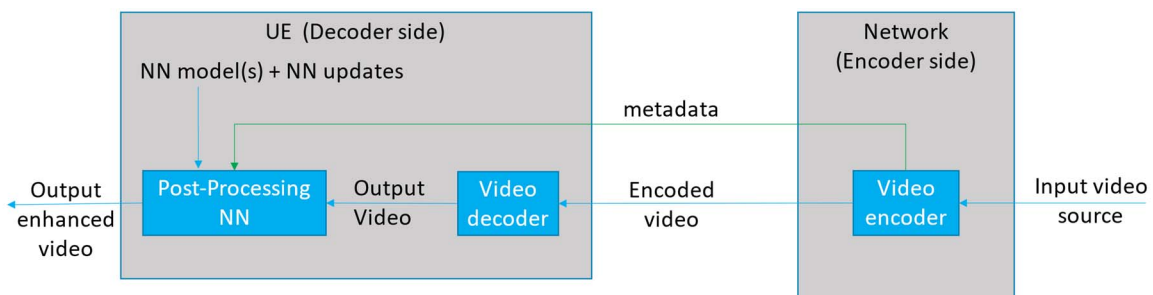 UE (Decoder side)
NN model(s) + NN updates
Network
(Encoder side)
metadata
Output
enhanced
video
Post-Processing
NN
Output
Video
Video
decoder
Encoded
video
Video
encoder
Input video
source